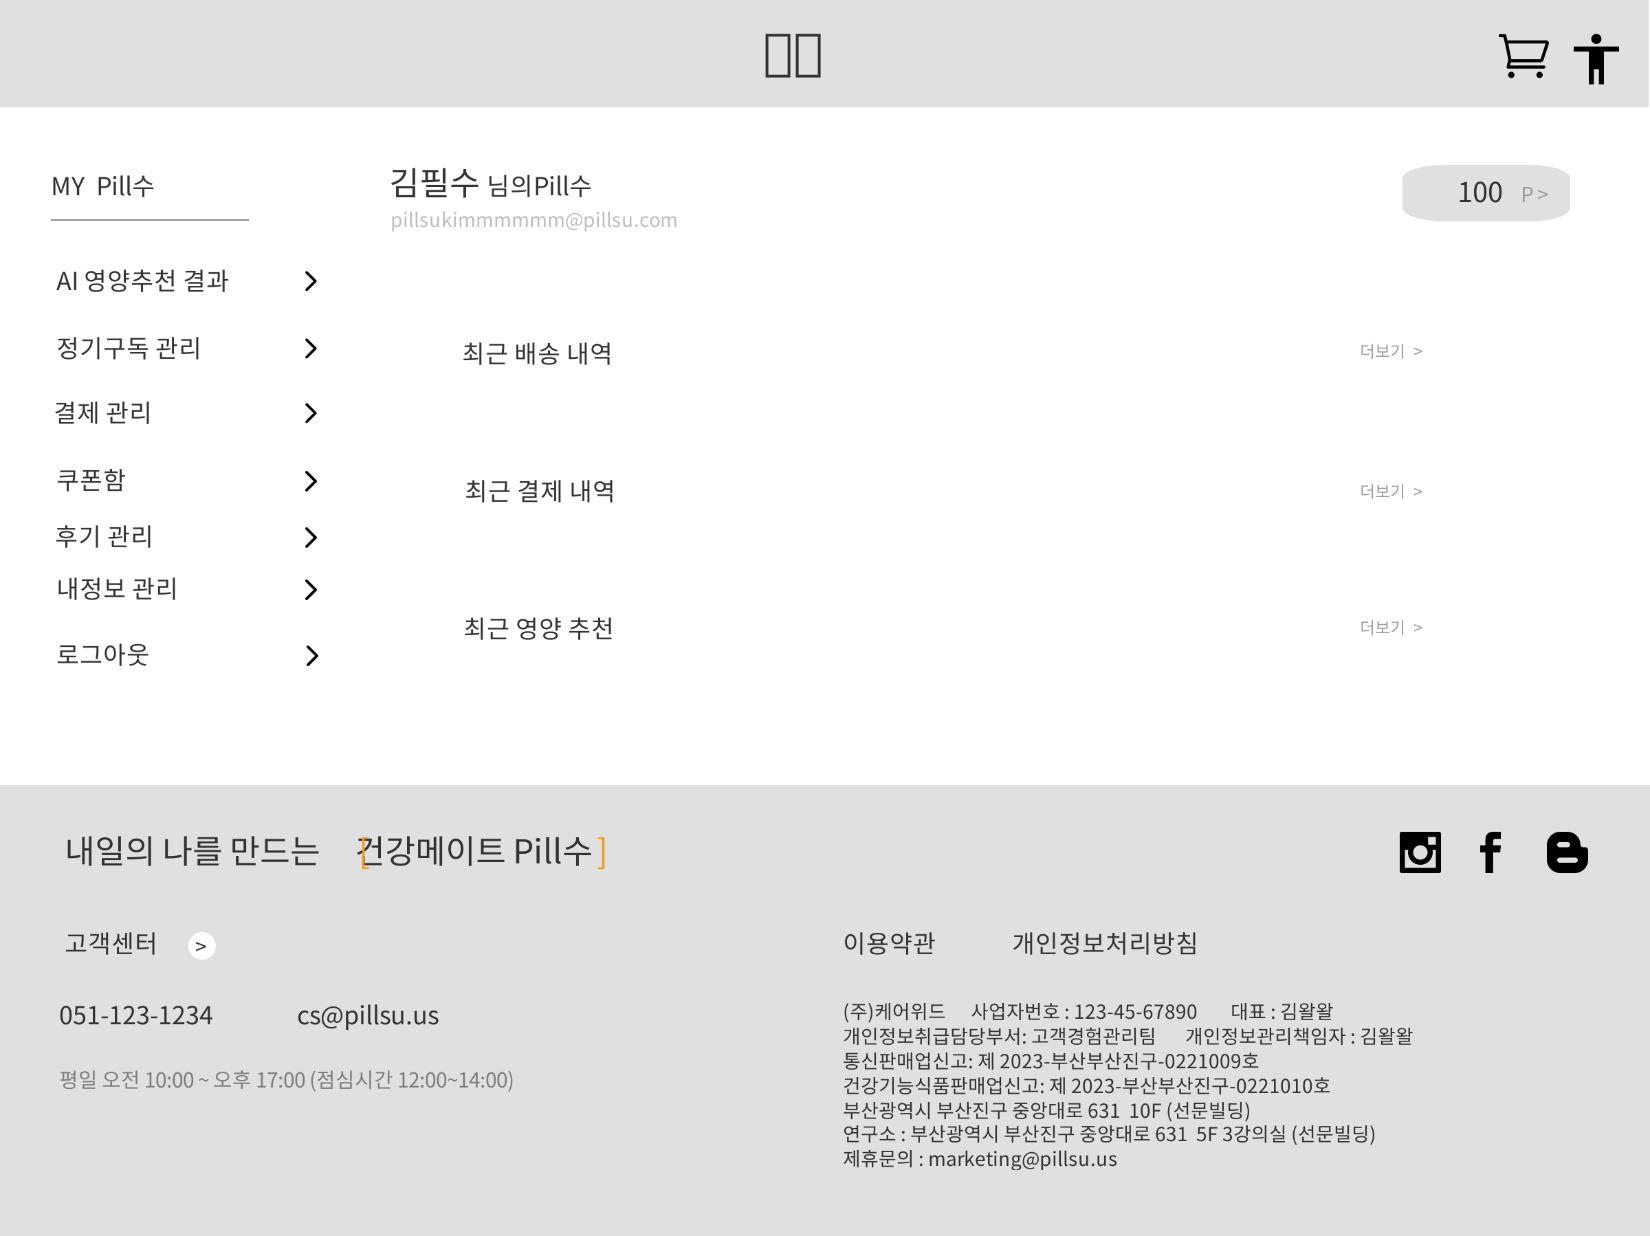 MY Pill수
김필수 님의Pill수
100 P >
pillsukimmmmmm@pillsu.com
AI 영양추천 결과
정기구독 관리
결제 관리
쿠폰함
후기 관리
내정보 관리
로그아웃
최근 배송 내역 더보기 >
최근 결제 내역 더보기 >
최근 영양 추천 더보기 >
내일의 나를 만드는 [건강메이트 Pill수]
고객센터 >
051-123-1234 cs@pillsu.us
평일 오전 10:00 ~ 오후 17:00 (점심시간 12:00~14:00)
이용약관 개인정보처리방침
(주)케어위드 사업자번호 : 123-45-67890 대표 : 김왈왈
개인정보취급담당부서: 고객경험관리팀 개인정보관리책임자 : 김왈왈
통신판매업신고: 제 2023-부산부산진구-0221009호
건강기능식품판매업신고: 제 2023-부산부산진구-0221010호
부산광역시 부산진구 중앙대로 631 10F (선문빌딩)
연구소 : 부산광역시 부산진구 중앙대로 631 5F 3강의실 (선문빌딩)
제휴문의 : marketing@pillsu.us